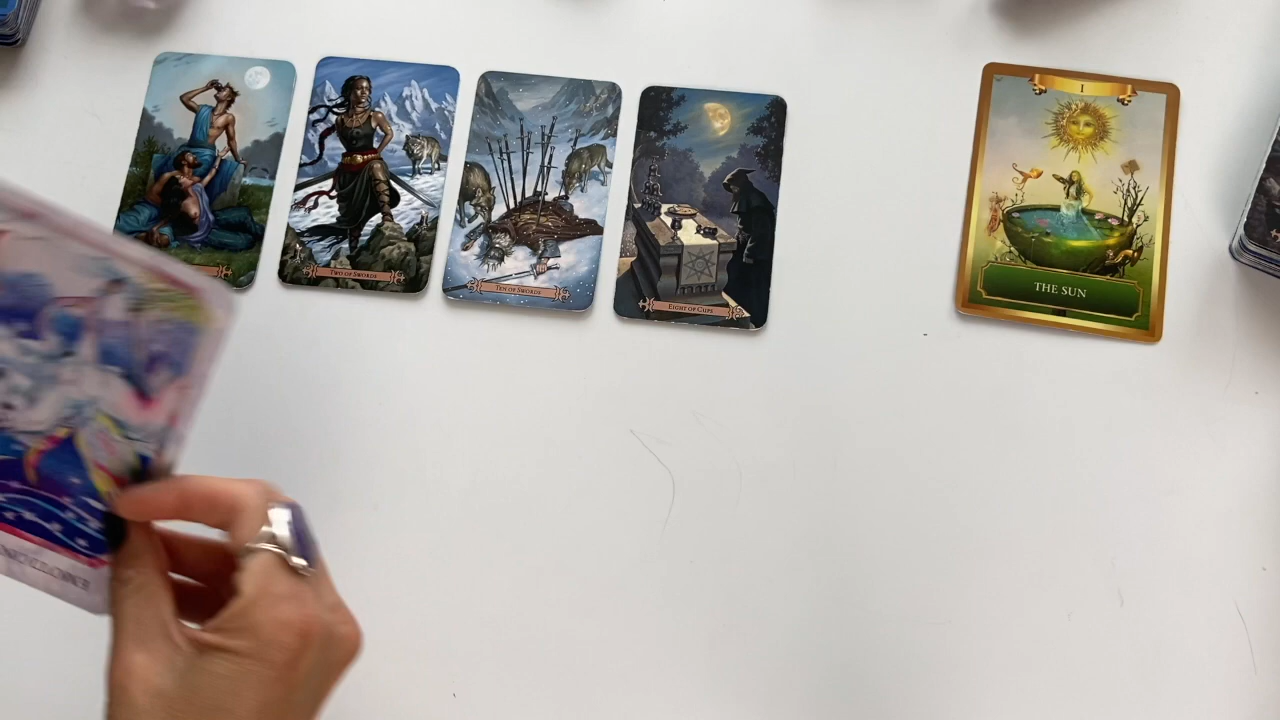 TWO OF SWORDS
TEN OF SWORDS
EIGHT OF CUPS
I
THE SUN